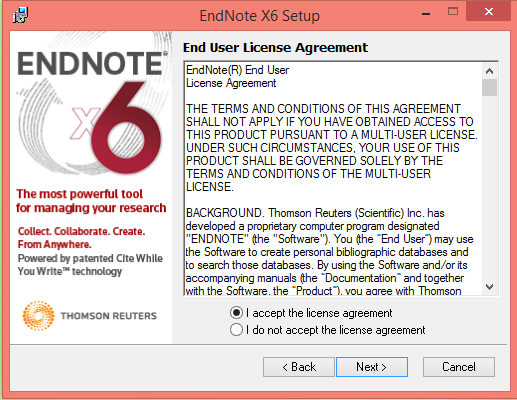 EndNote X6 Setup
ENDNOTE®
x6
The most powerful tool
for managing your research
Collect. Collaborate. Create.
From Anywhere.
Powered by patented Cite While
You Write™ technology
THOMSON REUTERS
End User License Agreement
EndNote(R) End User
License Agreement
THE TERMS AND CONDITIONS OF THIS AGREEMENT
SHALL NOT APPLY IF YOU HAVE OBTAINED ACCESS TO
THIS PRODUCT PURSUANT TO A MULTI-USER LICENSE.
UNDER SUCH CIRCUMSTANCES, YOUR USE OF THIS
PRODUCT SHALL BE GOVERNED SOLELY BY THE
TERMS AND CONDITIONS OF THE MULTI-USER
LICENSE.
BACKGROUND. Thomson Reuters (Scientific) Inc. has
developed a proprietary computer program designated
"ENDNOTE" (the "Software"). You (the "End User") may use
the Software to create personal bibliographic databases and
to search those databases. By using the Software and/or its
accompanying manuals (the "Documentation" and together
with the Software, the "Product"), you agree with Thomson
I accept the license agreement
I do not accept the license agreement
< Back
Next >
Cancel